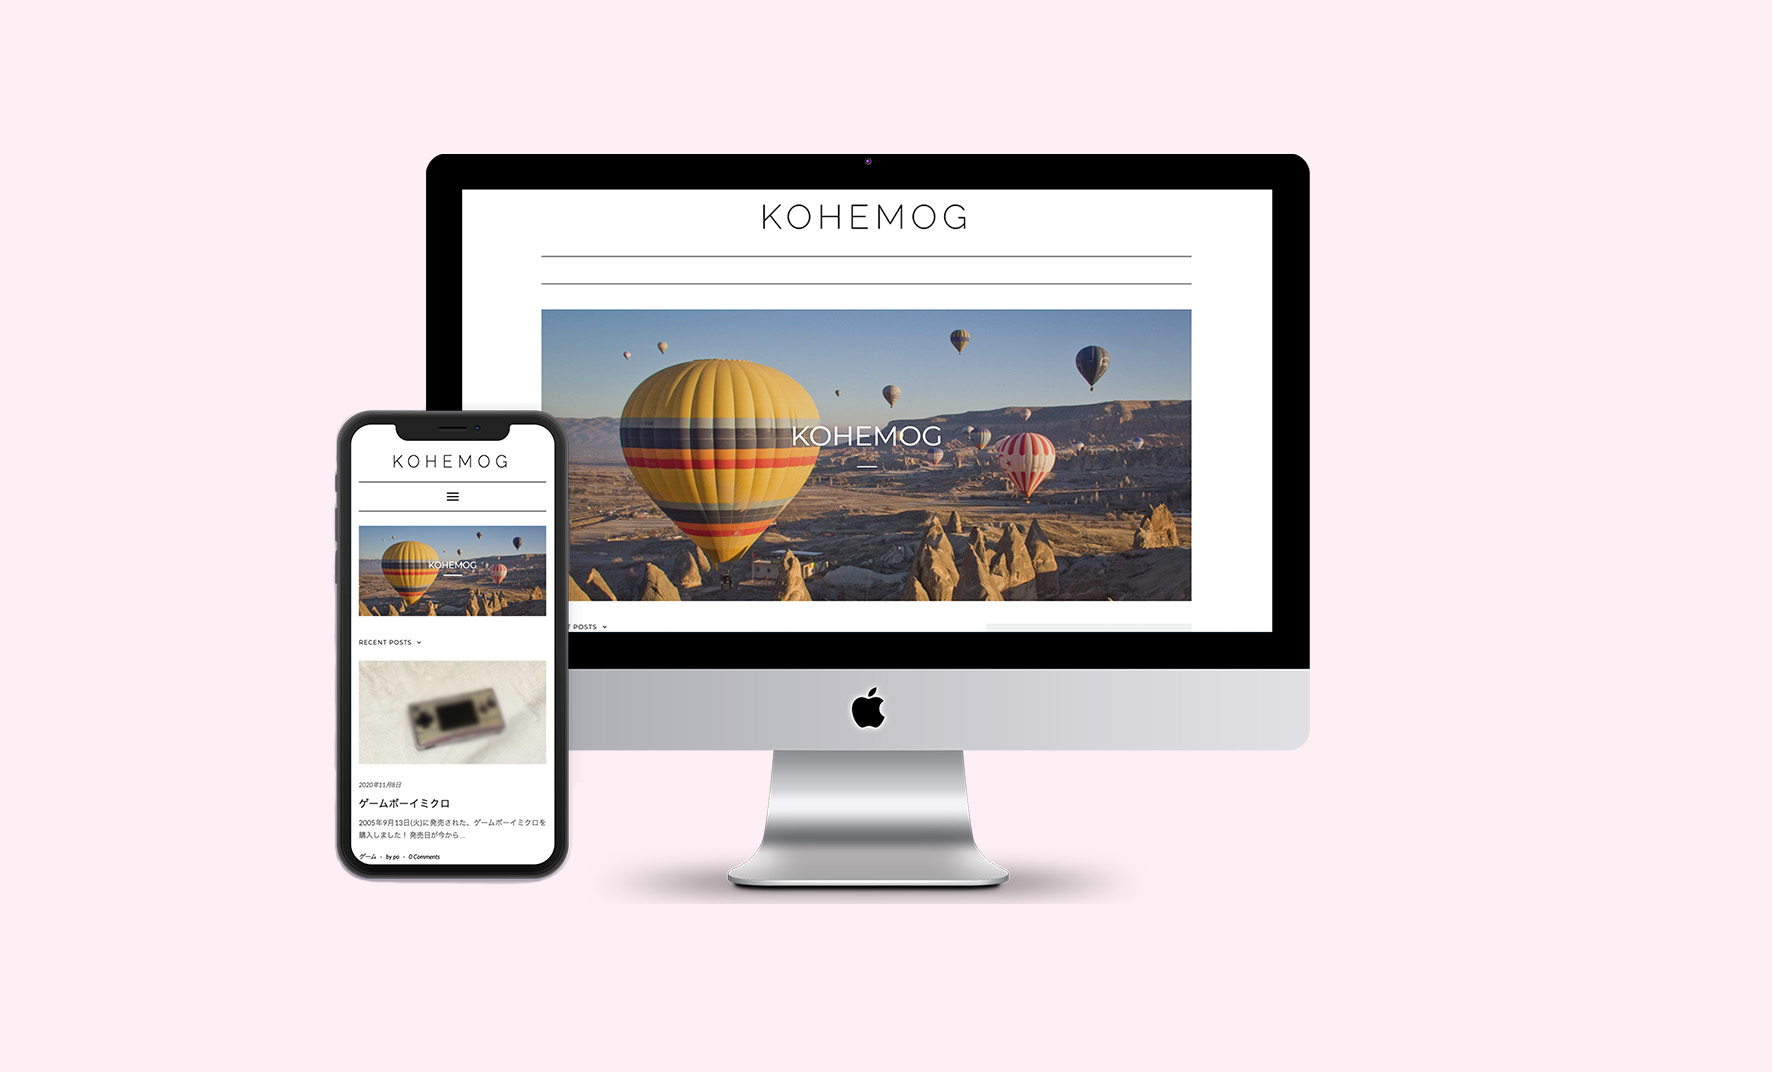 KOHEMOG
KOHEMOG
T POSTS
KOHEMOG
KOHEMOG
RECENT POSTS
2020年11月8日
ゲームボーイミクロ
2005年9月13日(火)に発売された、ゲームボーイミクロを
購入しました！ 発売日が今から...
ゲーム - by po - 0 Comments